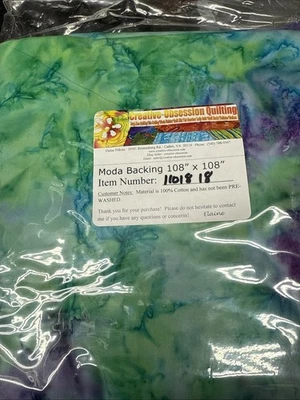 Creative-Obsession Quilting
Moda Backing 108" x 108"
Item Number: 1101818
Customer Notes: Material is 100% Cotton and has not been PRE-
WASHED.
Thank you for your purchase! Please do not hesitate to contact
me if you have any questions or concerns!
Elaine